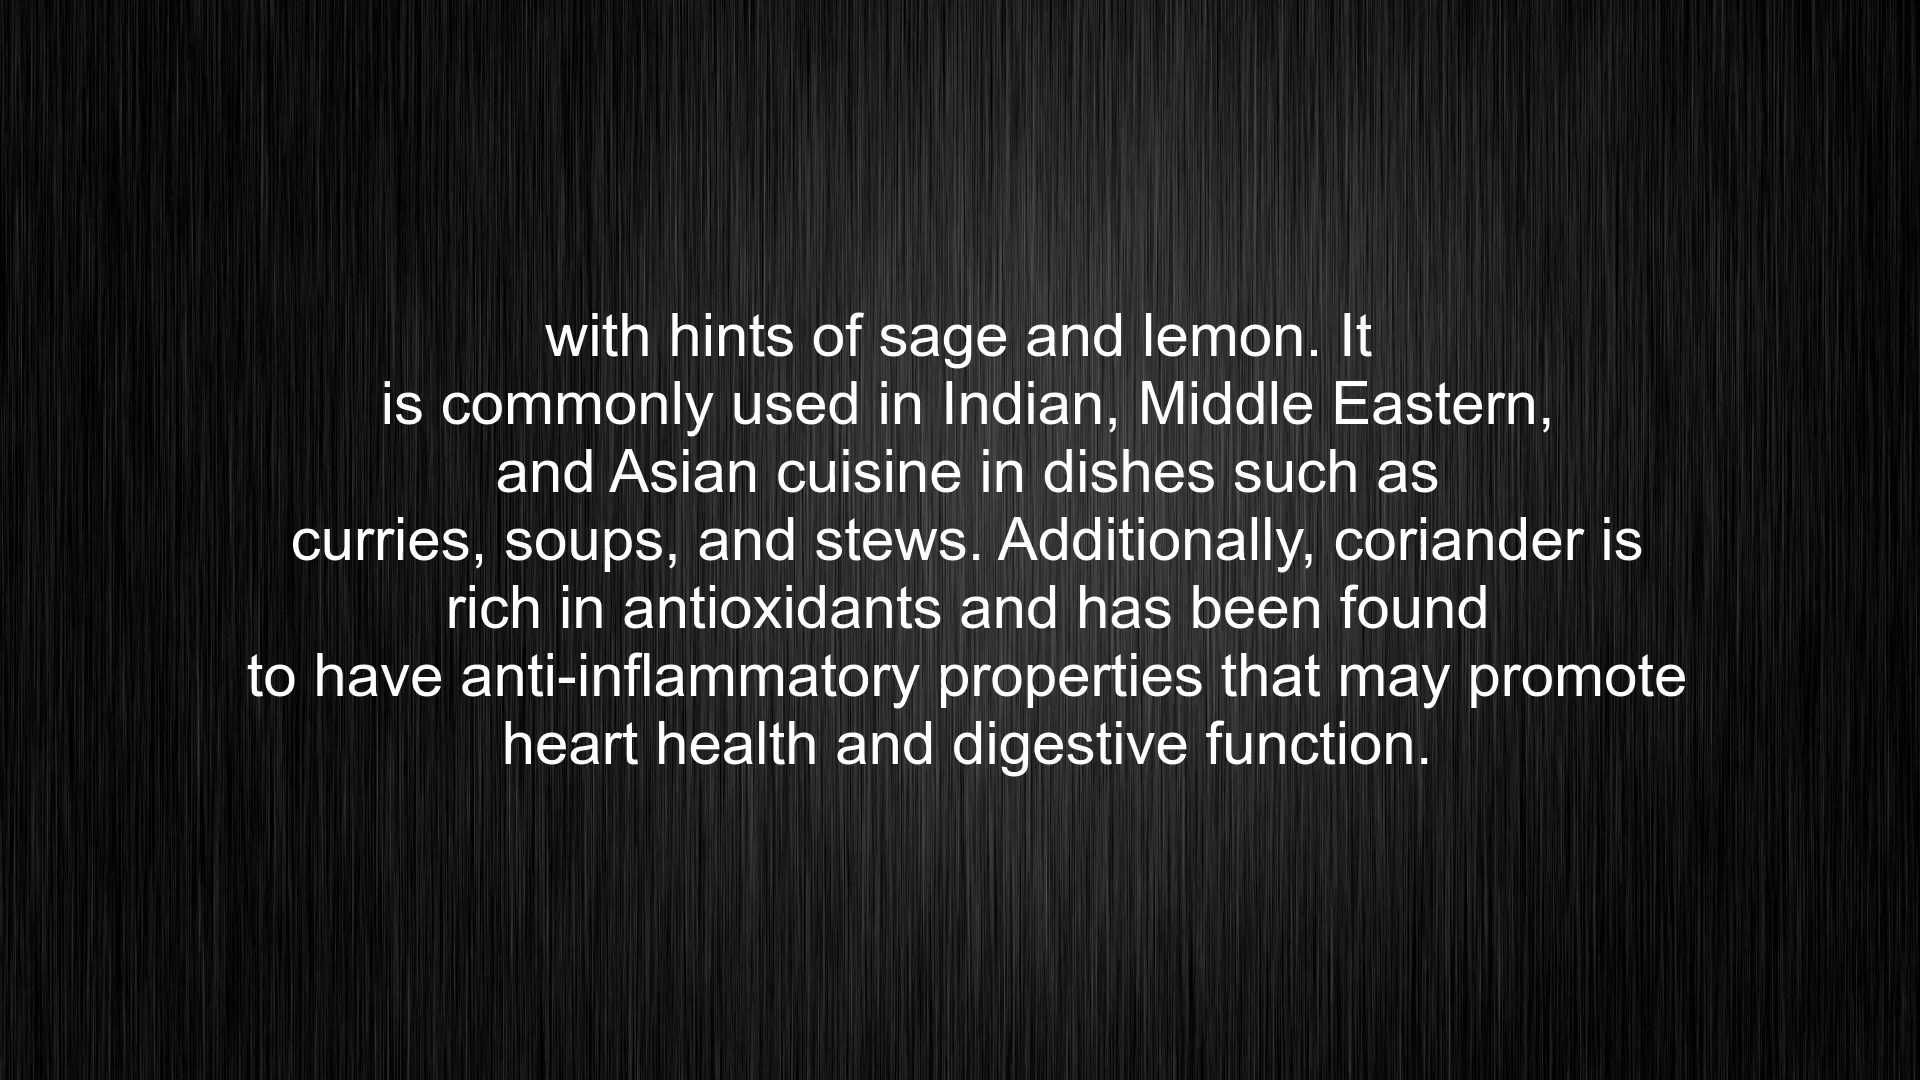 with hints of sage and lemon. It
is commonly used in Indian, Middle Eastern,
and Asian cuisine in dishes such as
curries, soups, and stews. Additionally, coriander is
rich in antioxidants and has been found
to have anti-inflammatory properties that may promote
heart health and digestive function.